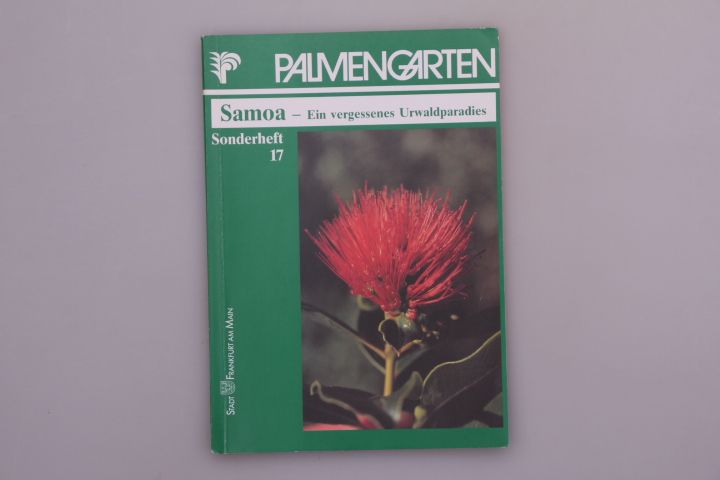 PALMENGARTEN
Samoa – Ein vergessenes Urwaldparadies
Sonderheft
17
STADT FRANKFURT AM MAIN